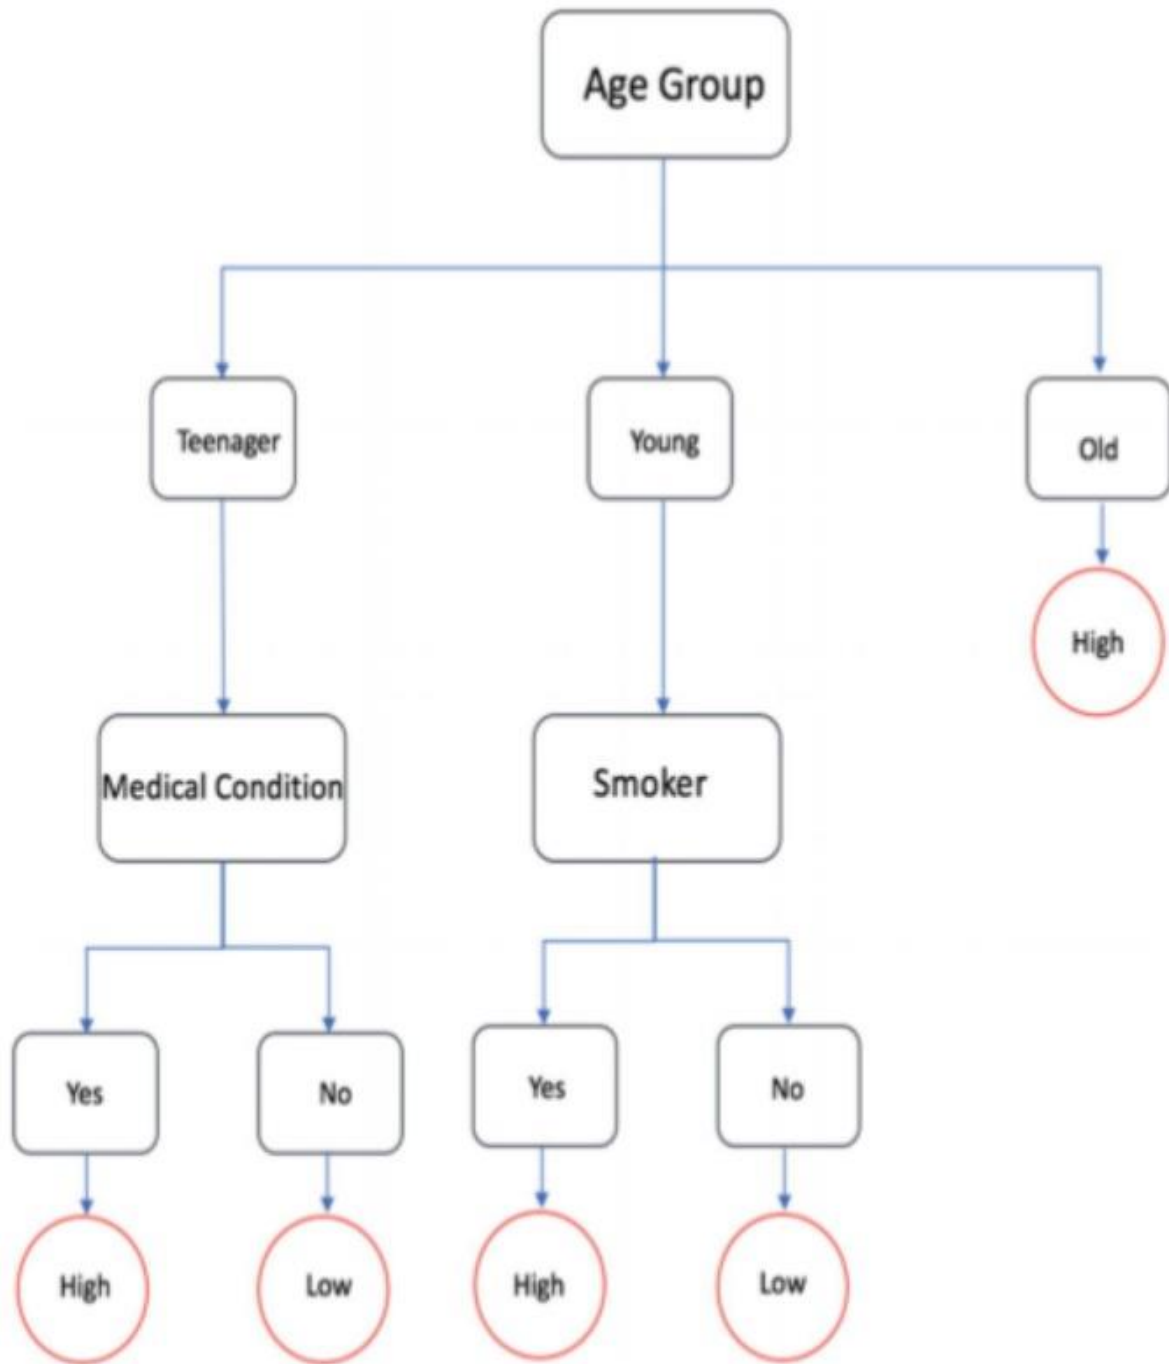 Age Group
Teenager
Young
Old
High
Medical Condition
Smoker
Yes
No
Yes
No
High
Low
High
Low